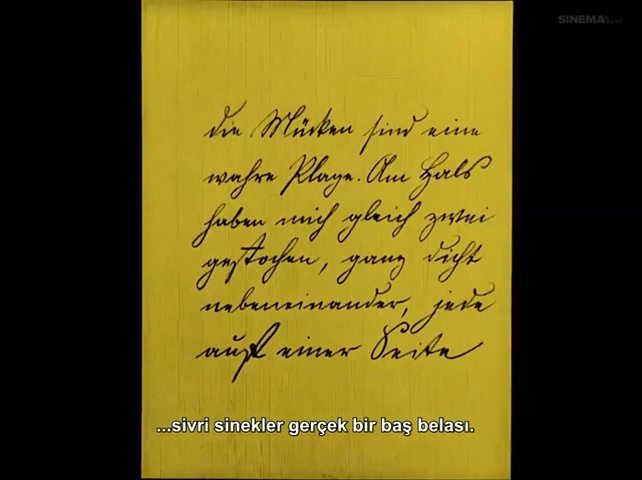 SINEMA
die Mücken sind eine
wahre Plage. Am Hals
haben mich gleich zwei
gestochen, ganz dicht
nebeneinander, jede
auf einer Seite
...sivri sinekler gerçek bir baş belası.